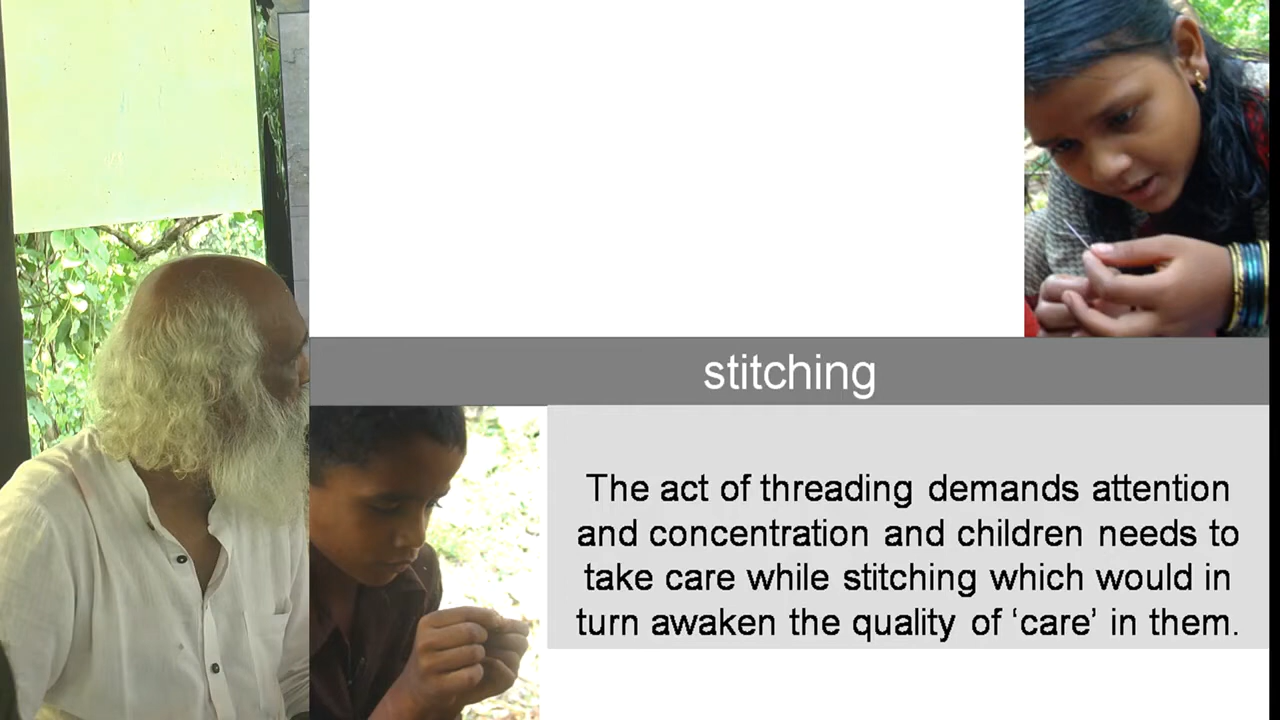 stitching
The act of threading demands attention
and concentration and children needs to
take care while stitching which would in
turn awaken the quality of ‘care’ in them.